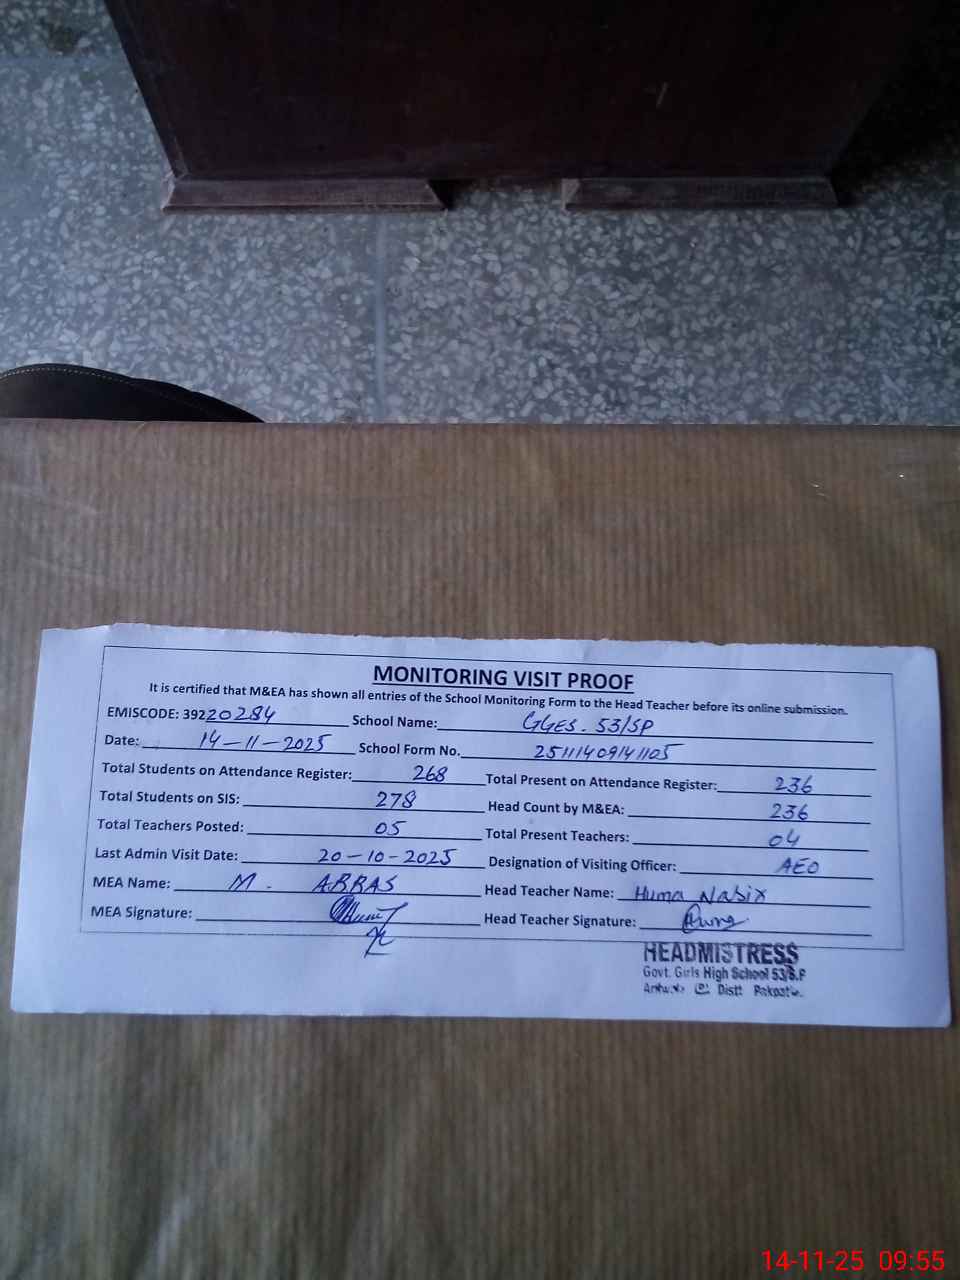 MONITORING VISIT PROOF
It is certified that M&EA has shown all entries of the School Monitoring Form to the Head Teacher before its online submission.
EMISCODE: 39220284 School Name: GGES. 53/SP
Date: 14-11-2025 School Form No. 25111409141105
Total Students on Attendance Register: 268 Total Present on Attendance Register: 236
Total Students on SIS: 278 Head Count by M&EA: 236
Total Teachers Posted: 05 Total Present Teachers: 04
Last Admin Visit Date: 20-10-2025 Designation of Visiting Officer: AEO
MEA Name: M. ABBAS Head Teacher Name: Huma Nabix
MEA Signature: Head Teacher Signature:
HEADMISTRESS
Govt. Girls High School 53/S.P
Distt Pakpattan
14-11-25 09:55